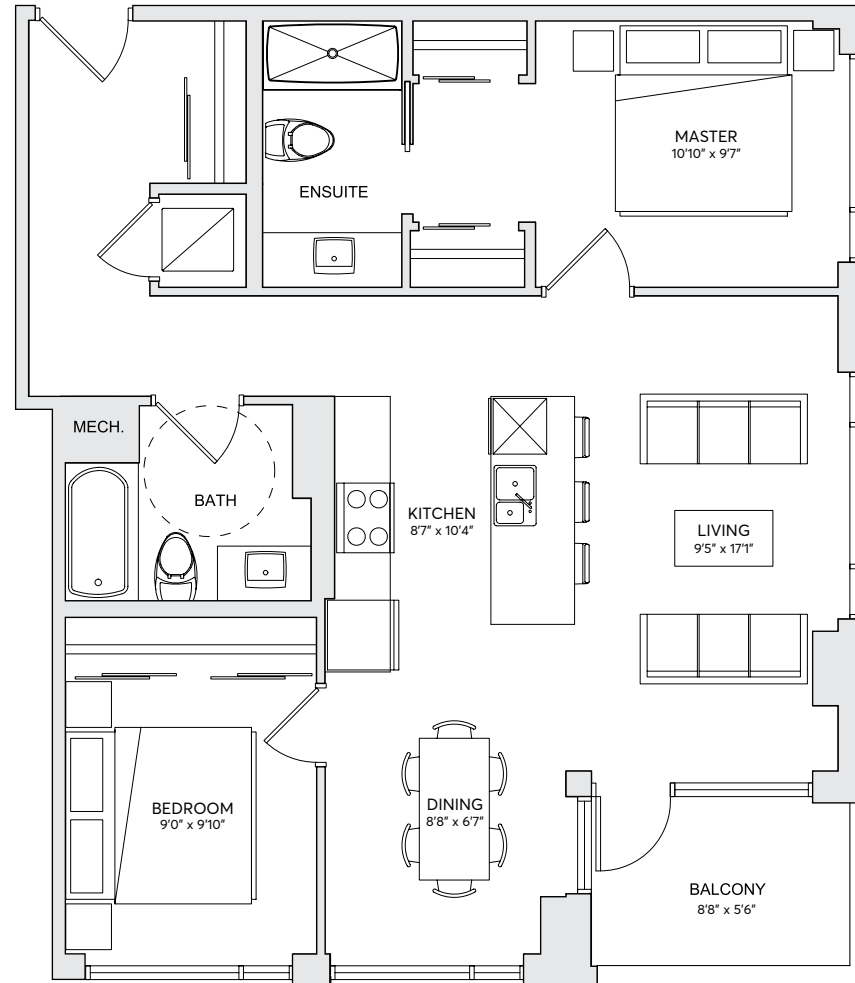 MASTER
10'10" x 9'7"
ENSUITE
MECH.
BATH
KITCHEN
8'7" x 10'4"
LIVING
9'5" x 17'1"
BEDROOM
9'0" x 9'10"
DINING
8'8" x 6'7"
BALCONY
8'8" x 5'6"